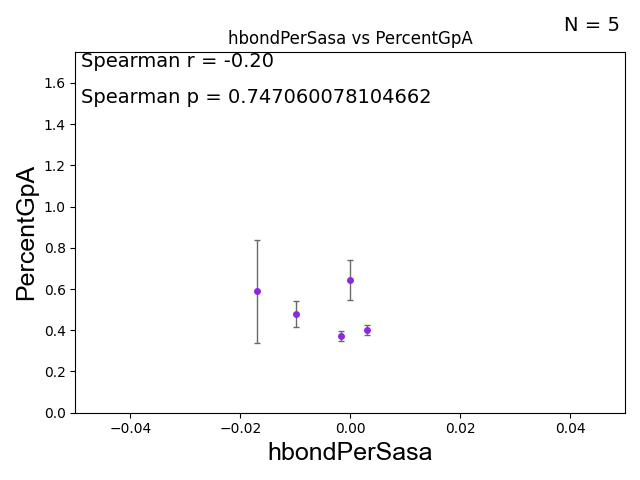 N = 5
hbondPerSasa vs PercentGpA
Spearman r = -0.20
Spearman p = 0.747060078104662
1.6
1.4
1.2
1.0
0.8
0.6
0.4
0.2
0.0
PercentGpA
−0.04 −0.02 0.00 0.02 0.04
hbondPerSasa